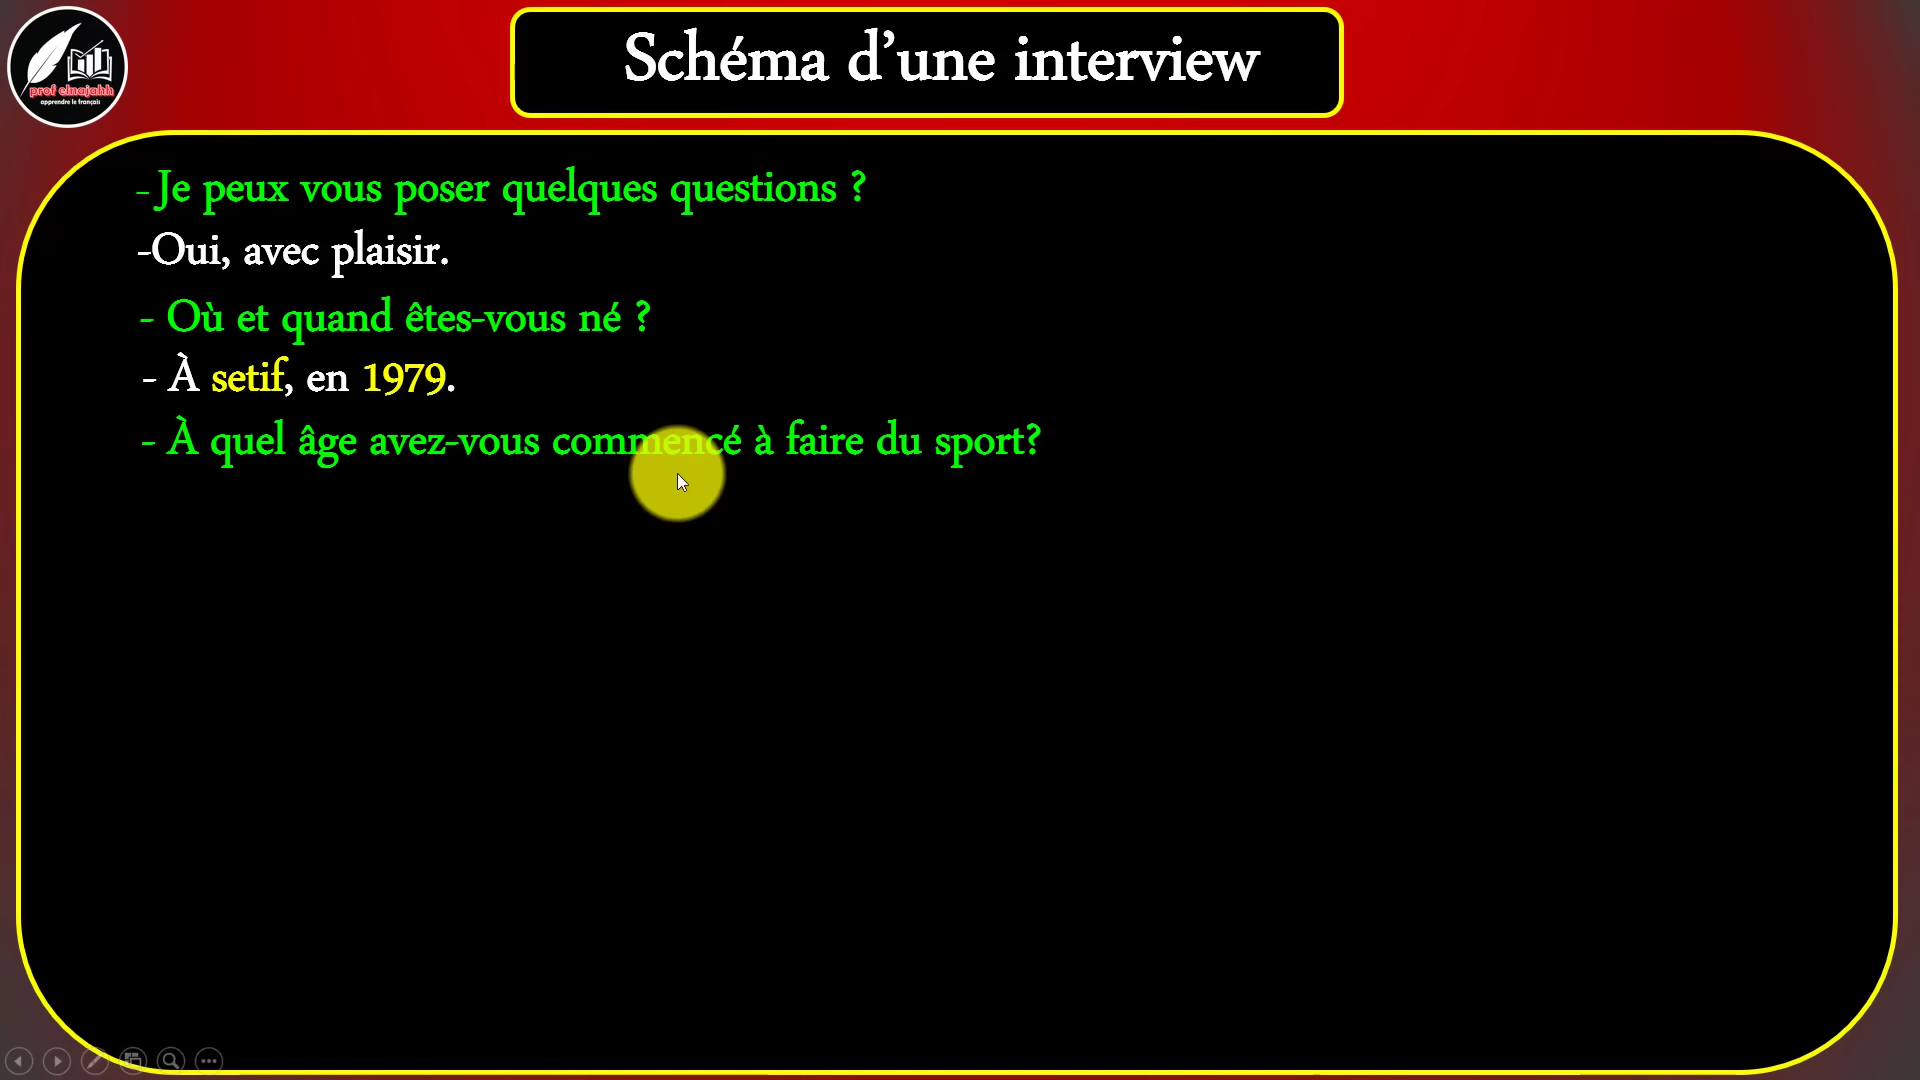 prof elnajahh
apprendre le français
Schéma d’une interview
- Je peux vous poser quelques questions ?
-Oui, avec plaisir.
- Où et quand êtes-vous né ?
- À setif, en 1979.
- À quel âge avez-vous commencé à faire du sport?